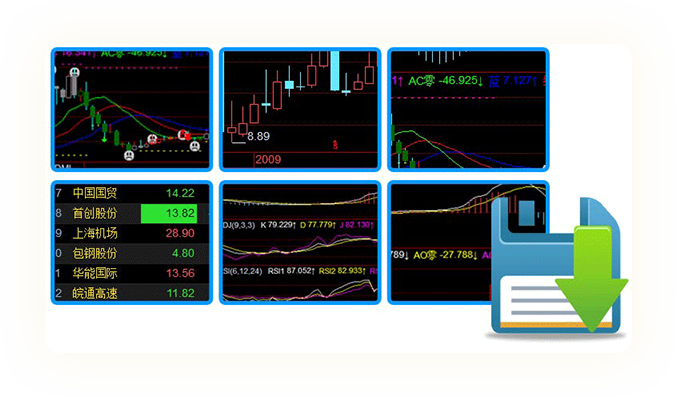 16.341↑ AC零 -46.925↓ 蓝 7.127↑
8.89
2009
1↑ AC零 -46.925↓ 蓝 7.127↑
7 中国国贸 14.22
8 首创股份 13.82
9 上海机场 28.90
0 包钢股份 4.80
1 华能国际 13.56
2 皖通高速 11.82
DJ(9,3,3) K 79.229↑ D 77.779↑ J 82.130↑
SI(6,12,24) RSI1 87.052↑ RSI2 82.933↑ R
789↓ AO零 -27.788↓